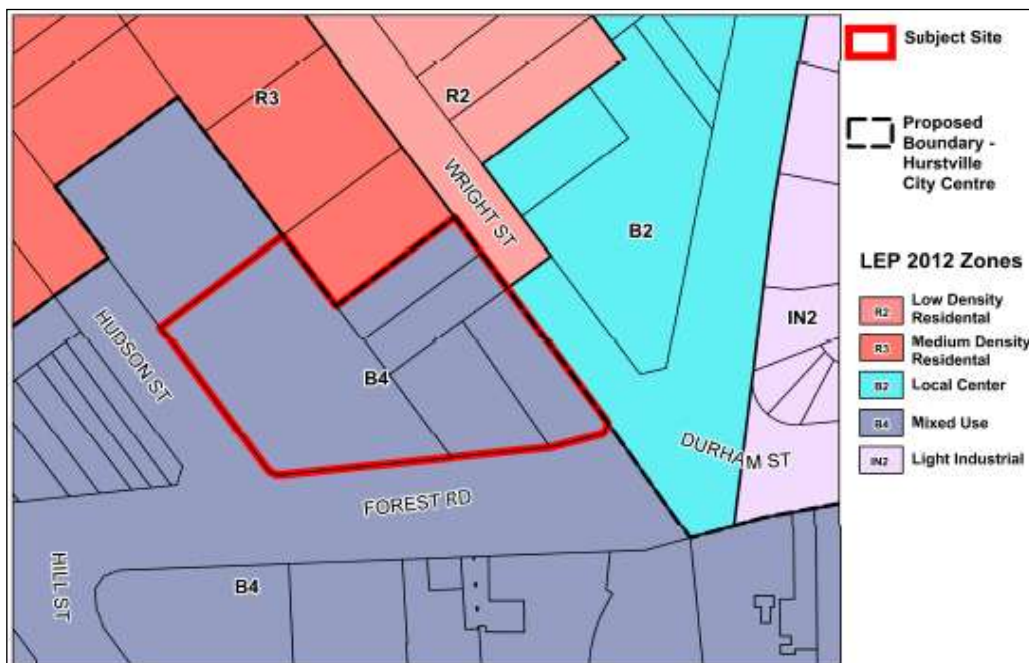 R3
R2
WRIGHT ST
B2
IN2
HUDSON ST
B4
DURHAM ST
FOREST RD
HILL ST
B4
Subject Site
Proposed
Boundary -
Hurstville
City Centre
LEP 2012 Zones
R2
Low Density
Residental
R3
Medium Density
Residental
B2
Local Center
B4
Mixed Use
IN2
Light Industrial